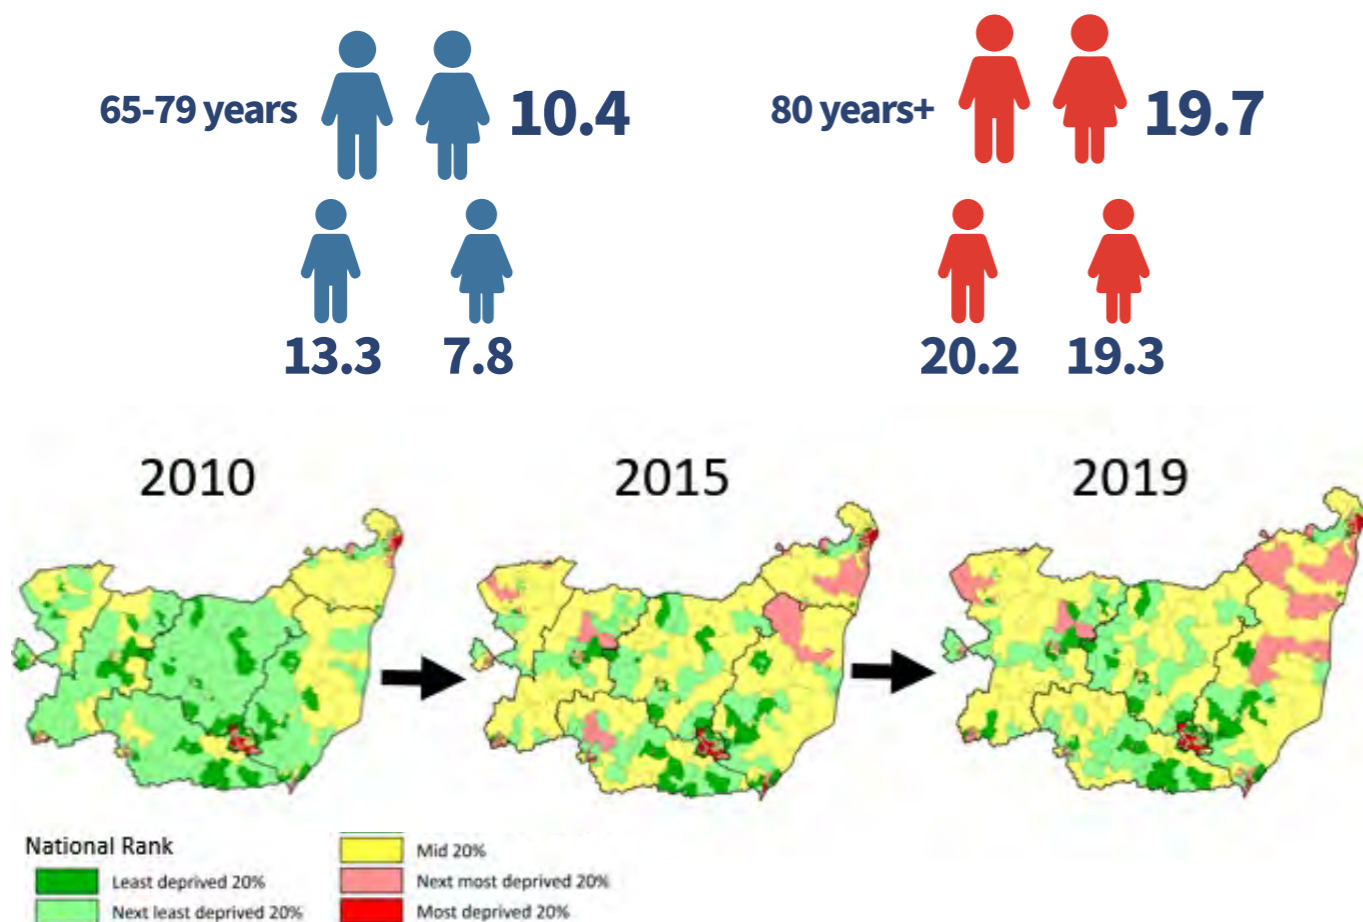 65-79 years 10.4
80 years+ 19.7
13.3 7.8
20.2 19.3
2010 2015 2019
National Rank
Least deprived 20%
Next least deprived 20%
Mid 20%
Next most deprived 20%
Most deprived 20%